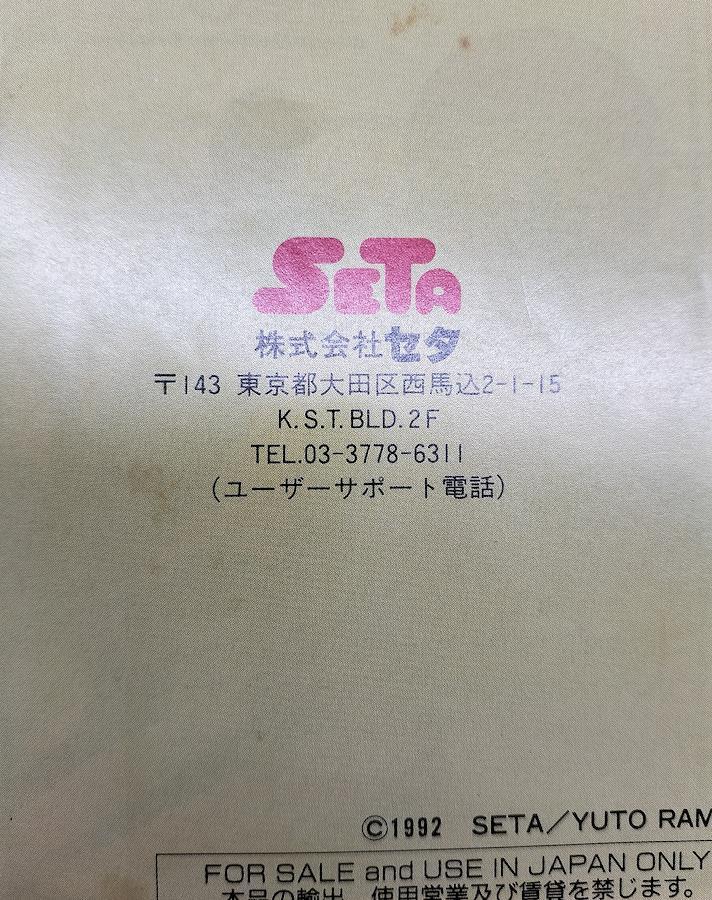 SETA
株式会社セタ
〒143 東京都大田区西馬込2-1-15
K.S.T.BLD.2F
TEL.03-3778-6311
(ユーザーサポート電話)
©1992 SETA/YUTO RAM
FOR SALE and USE IN JAPAN ONLY
本品の輸出、使用営業及び賃貸を禁じます。